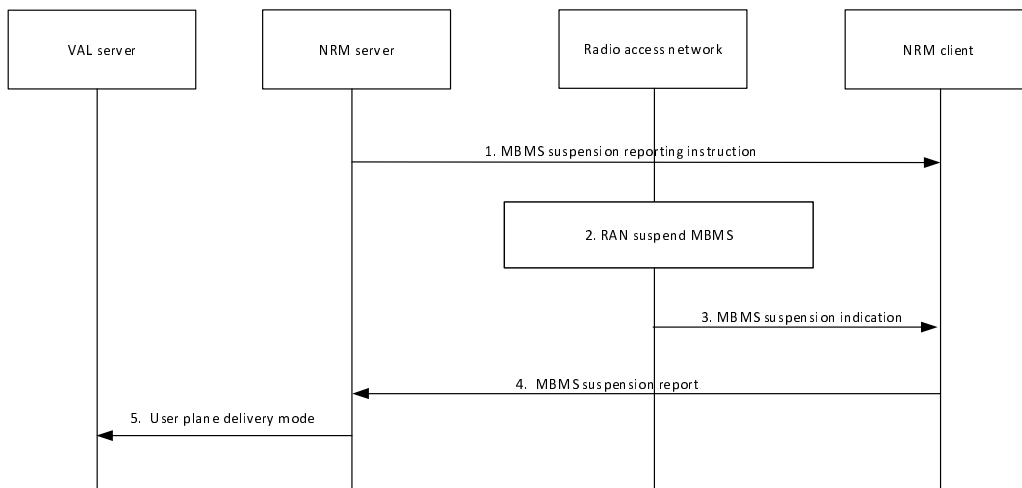 VAL server
NRM server
Radio access network
NRM client
1. MBMS suspension reporting instruction
2. RAN suspend MBMS
3. MBMS suspension indication
4. MBMS suspension report
5. User plane delivery mode